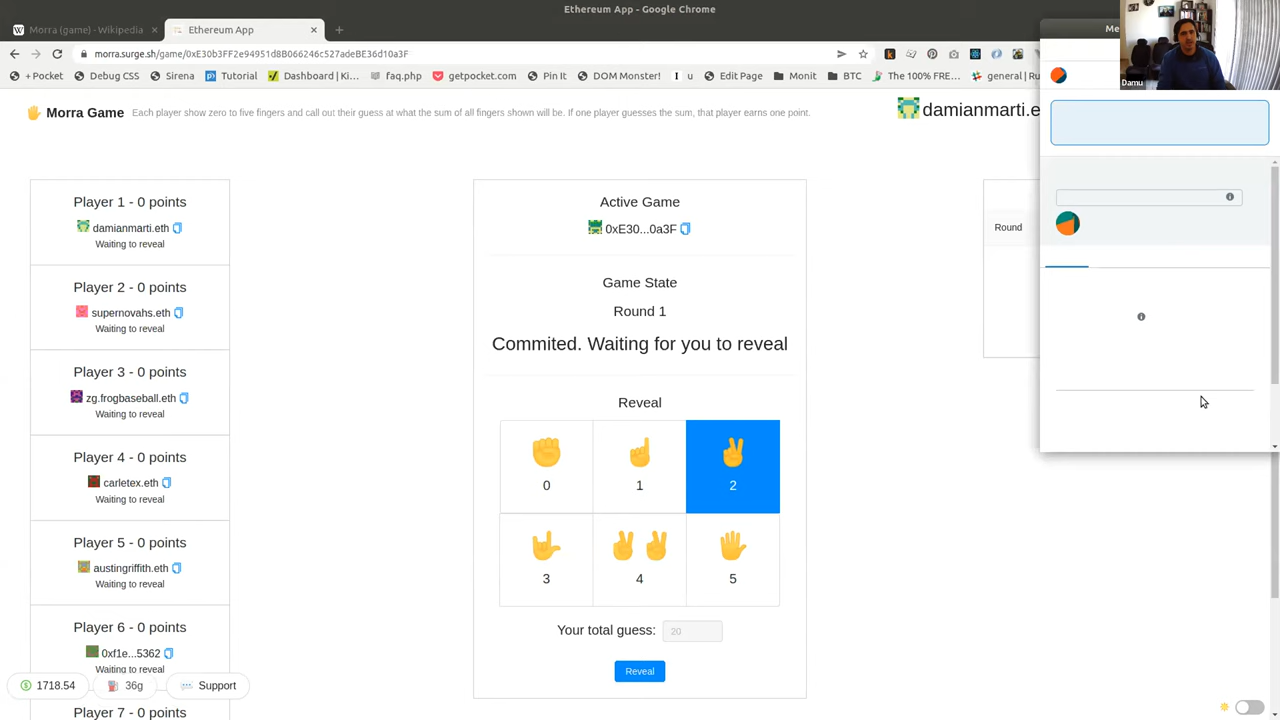 Ethereum App - Google Chrome
Morra (game) - Wikipedia
Ethereum App
morra.surge.sh/game/0xE30b3FF2e94951d8B066246c527adeBE36d10a3F
+ Pocket
Debug CSS
Sirena
Tutorial
Dashboard | Ki...
faq.php
getpocket.com
Pin It
DOM Monster!
I u
Edit Page
Monit
BTC
The 100% FRE...
general | Ru
Me
Damu
Morra Game
Each player show zero to five fingers and call out their guess at what the sum of all fingers shown will be. If one player guesses the sum, that player earns one point.
damianmarti.e
Player 1 - 0 points
damianmarti.eth
Waiting to reveal
Player 2 - 0 points
supernovahs.eth
Waiting to reveal
Player 3 - 0 points
zg.frogbaseball.eth
Waiting to reveal
Player 4 - 0 points
carletex.eth
Waiting to reveal
Player 5 - 0 points
austingriffith.eth
Waiting to reveal
Player 6 - 0 points
0xf1e...5362
Waiting to reveal
Player 7 - 0 points
1718.54
36g
Support
Active Game
0xE30...0a3F
Game State
Round 1
Commited. Waiting for you to reveal
Reveal
0
1
2
3
4
5
Your total guess: 20
Reveal
Round